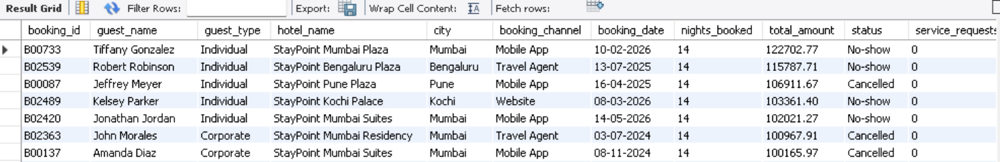 Result Grid Filter Rows: Export: Wrap Cell Content: IA Fetch rows:
booking_id guest_name guest_type hotel_name city booking_channel booking_date nights_booked total_amount status service_requests
B00733 Tiffany Gonzalez Individual StayPoint Mumbai Plaza Mumbai Mobile App 10-02-2026 14 122702.77 No-show 0
B02539 Robert Robinson Individual StayPoint Bengaluru Plaza Bengaluru Travel Agent 13-07-2025 14 115787.71 No-show 0
B00087 Jeffrey Meyer Individual StayPoint Pune Plaza Pune Mobile App 16-04-2025 14 106911.67 Cancelled 0
B02489 Kelsey Parker Individual StayPoint Kochi Palace Kochi Website 08-03-2026 14 103361.40 No-show 0
B02420 Jonathan Jordan Individual StayPoint Mumbai Suites Mumbai Mobile App 14-05-2026 14 102021.27 No-show 0
B02363 John Morales Corporate StayPoint Mumbai Residency Mumbai Travel Agent 03-07-2024 14 100967.91 Cancelled 0
B00137 Amanda Diaz Corporate StayPoint Mumbai Suites Mumbai Mobile App 08-11-2024 14 100165.97 Cancelled 0